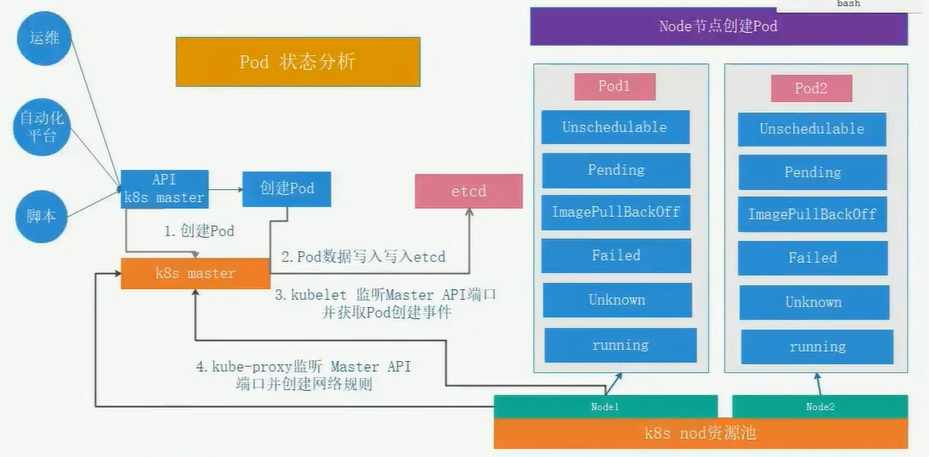 bash
Node节点创建Pod
运维
Pod 状态分析
自动化
平台
脚本
API
k8s master
创建Pod
etcd
1.创建Pod
2.Pod数据写入写入etcd
k8s master
3.kubelet 监听Master API端口
并获取Pod创建事件
4.kube-proxy监听 Master API
端口并创建网络规则
Pod1
Unschedulable
Pending
ImagePullBackOff
Failed
Unknown
running
Pod2
Unschedulable
Pending
ImagePullBackOff
Failed
Unknown
running
Node1
Node2
k8s nod资源池